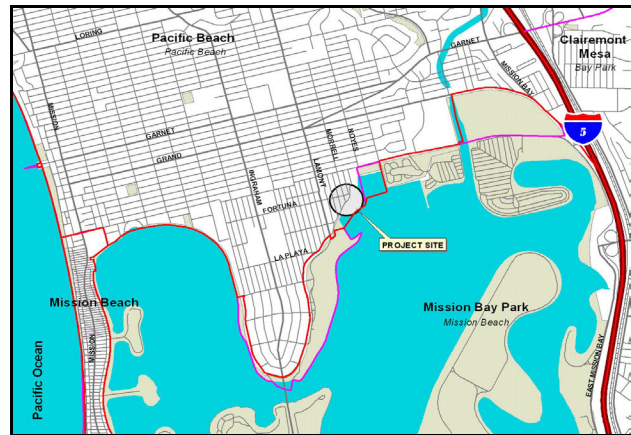 LORING
Pacific Beach
Pacific Beach
GARNET
Clairemont
Mesa
Bay Park
MISSION BAY
MISSION
5
GARNET
GRAND
NOYES
MORRELL
LAMONT
INGRAHAM
FORTUNA
PROJECT SITE
LA PLAYA
Mission Beach
Mission Bay Park
Mission Beach
MISSION
Pacific Ocean
EAST MISSION BAY